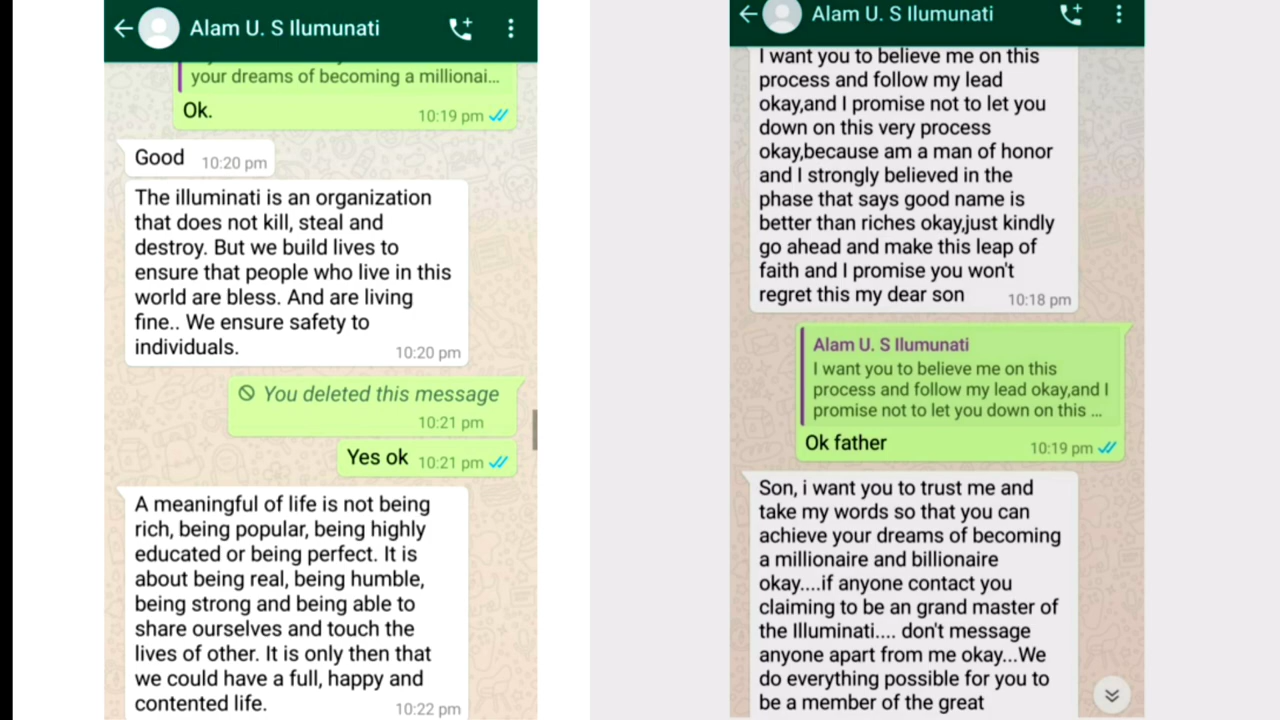 Alam U. S Ilumunati
your dreams of becoming a millionai...
Ok.
10:19 pm
Good
10:20 pm
The illuminati is an organization
that does not kill, steal and
destroy. But we build lives to
ensure that people who live in this
world are bless. And are living
fine.. We ensure safety to
individuals.
10:20 pm
You deleted this message
10:21 pm
Yes ok
10:21 pm
A meaningful of life is not being
rich, being popular, being highly
educated or being perfect. It is
about being real, being humble,
being strong and being able to
share ourselves and touch the
lives of other. It is only then that
we could have a full, happy and
contented life.
10:22 pm
Alam U. S Ilumunati
I want you to believe me on this
process and follow my lead
okay,and I promise not to let you
down on this very process
okay,because am a man of honor
and I strongly believed in the
phase that says good name is
better than riches okay,just kindly
go ahead and make this leap of
faith and I promise you won't
regret this my dear son
10:18 pm
Alam U. S Ilumunati
I want you to believe me on this
process and follow my lead okay,and I
promise not to let you down on this ...
Ok father
10:19 pm
Son, i want you to trust me and
take my words so that you can
achieve your dreams of becoming
a millionaire and billionaire
okay....if anyone contact you
claiming to be an grand master of
the Illuminati.... don't message
anyone apart from me okay...We
do everything possible for you to
be a member of the great